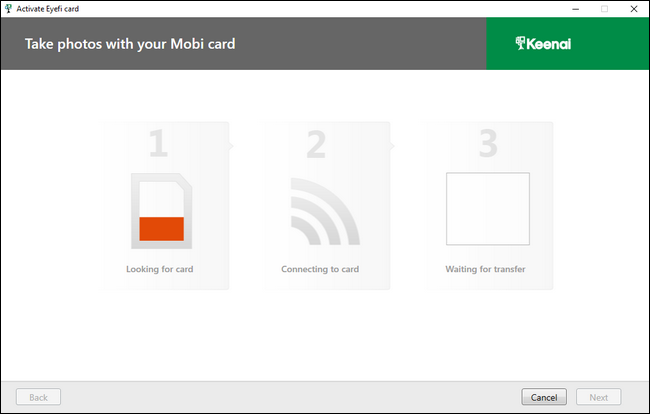 Activate Eyefi card
Take photos with your Mobi card
Keenai
1
2
3
Looking for card
Connecting to card
Waiting for transfer
Back
Cancel
Next